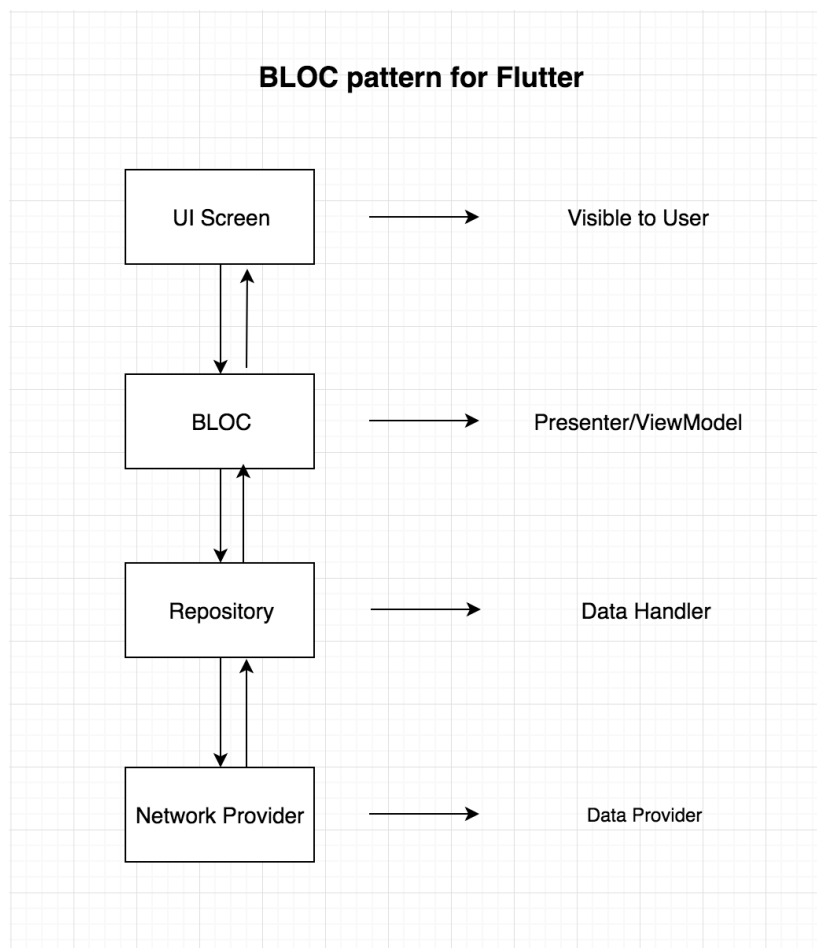 BLOC pattern for Flutter
UI Screen
Visible to User
BLOC
Presenter/ViewModel
Repository
Data Handler
Network Provider
Data Provider